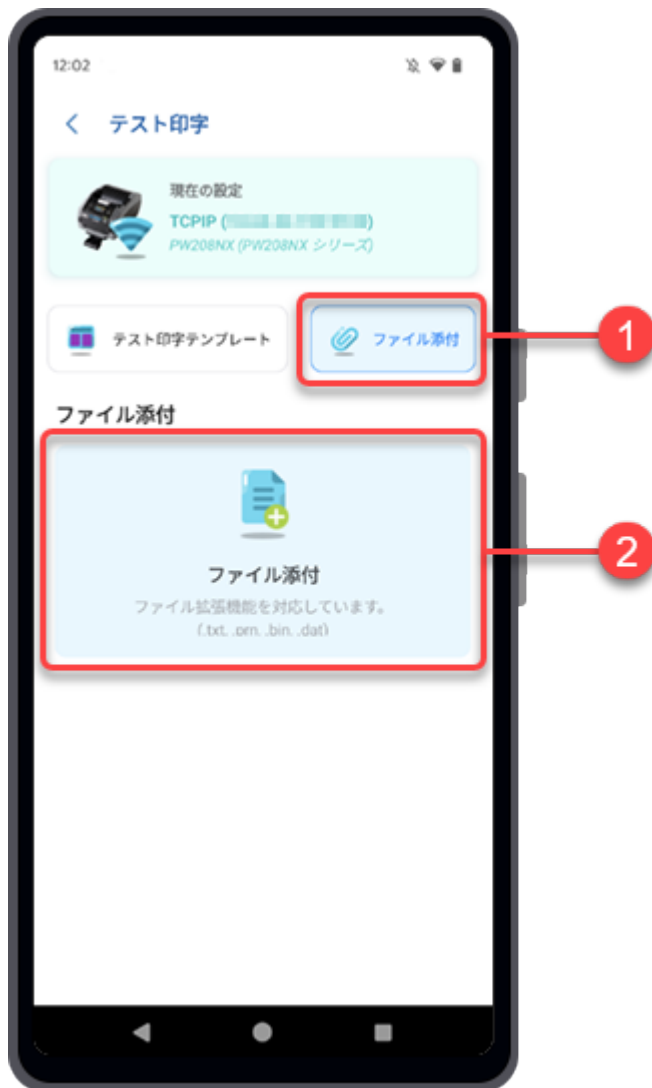 12:02
テスト印字
現在の設定
TCPIP ( )
PW208NX (PW208NX シリーズ)
テスト印字テンプレート
ファイル添付
1
ファイル添付
ファイル添付
2
ファイル拡張機能を対応しています。
(.txt, .prn, .bin, .dat)